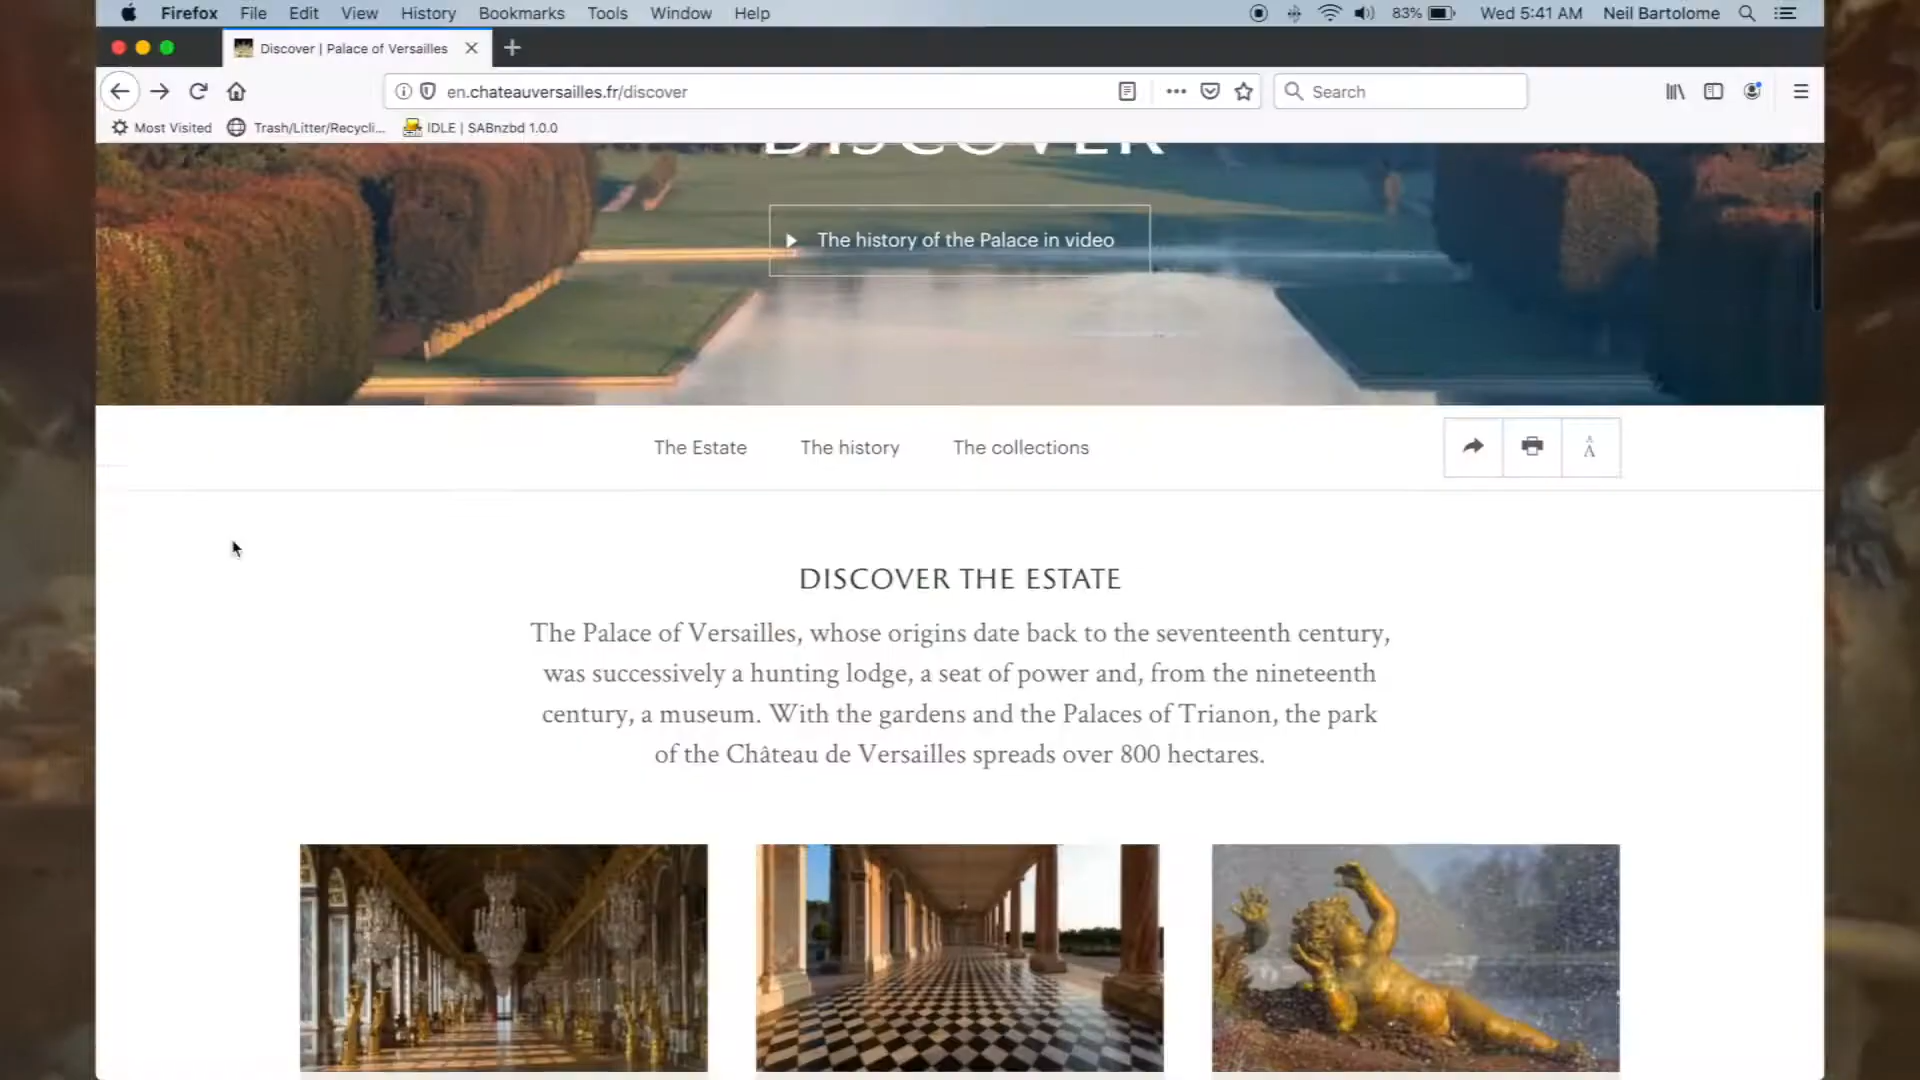 Firefox File Edit View History Bookmarks Tools Window Help 83% Wed 5:41 AM Neil Bartolome
Discover | Palace of Versailles
en.chateauversailles.fr/discover Search
Most Visited Trash/Litter/Recycli... IDLE | SABnzbd 1.0.0
DISCOVER
The history of the Palace in video
The Estate The history The collections
DISCOVER THE ESTATE
The Palace of Versailles, whose origins date back to the seventeenth century,
was successively a hunting lodge, a seat of power and, from the nineteenth
century, a museum. With the gardens and the Palaces of Trianon, the park
of the Château de Versailles spreads over 800 hectares.